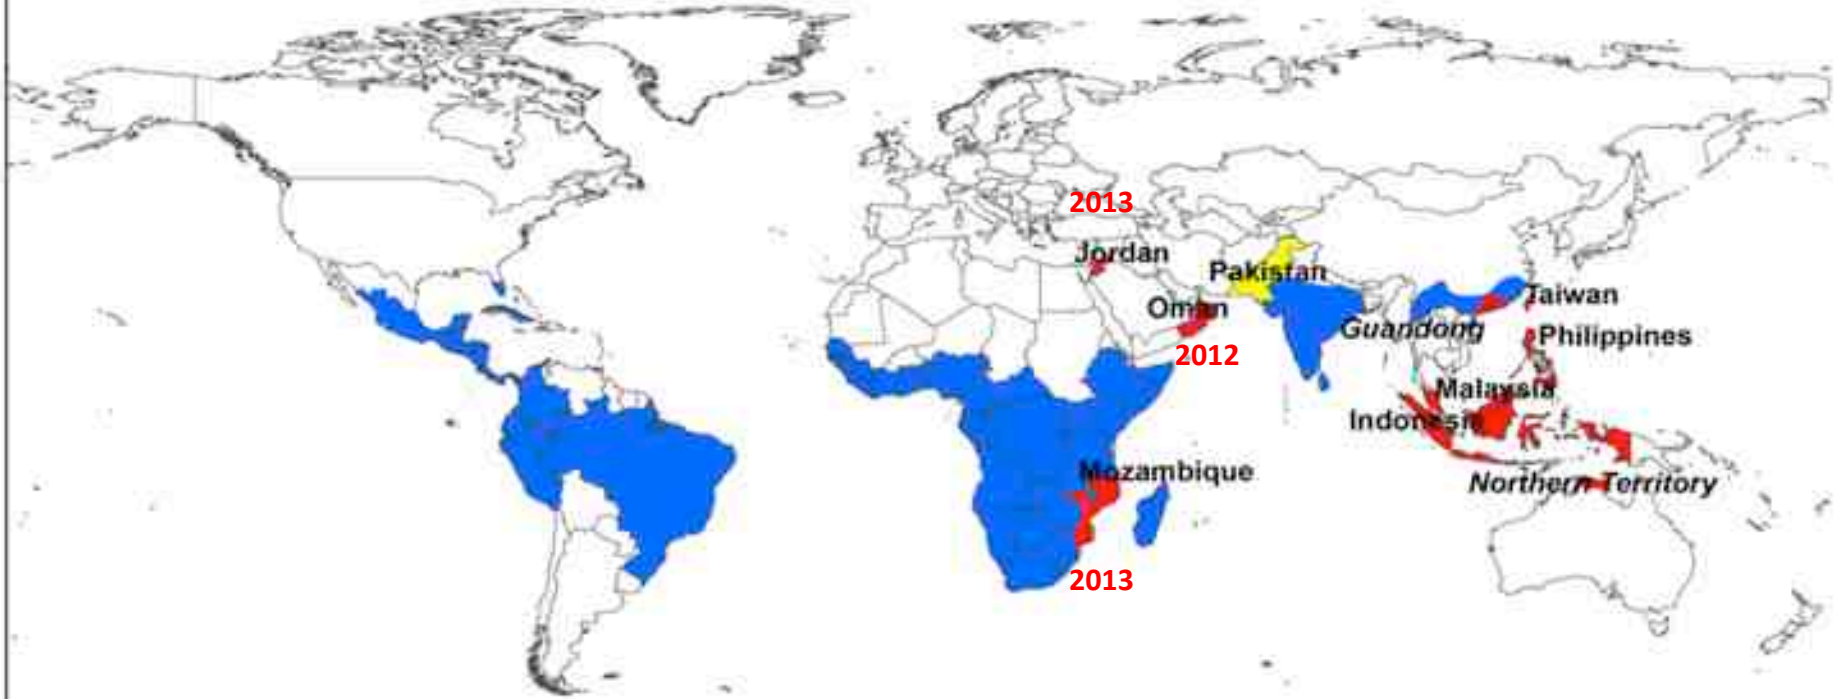 2013
Jordan
Pakistan
Oman
Taiwan
Guandong
Philippines
2012
Malaysia
Indonesia
Mozambique
Northern Territory
2013